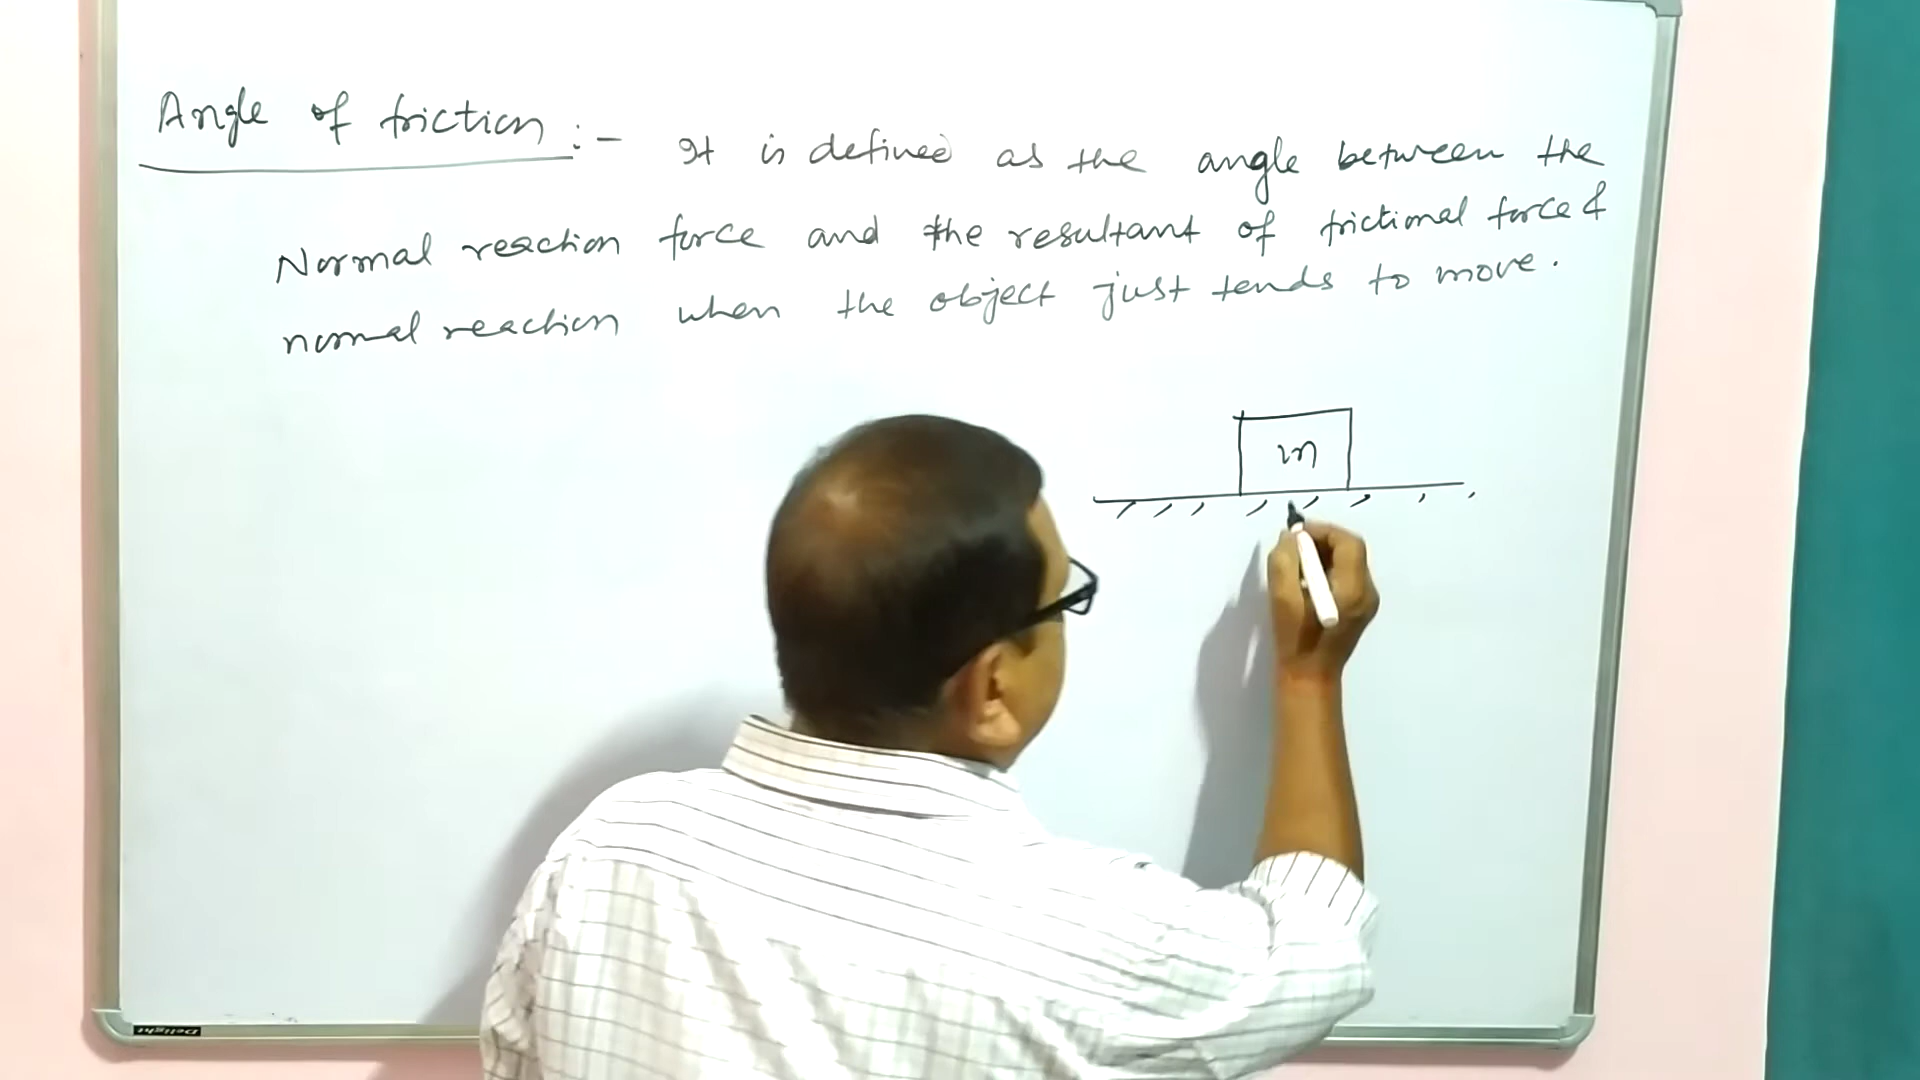 Angle of friction :- It is defined as the angle between the
Normal reaction force and the resultant of frictional force &
normal reaction when the object just tends to move.
m
Delight